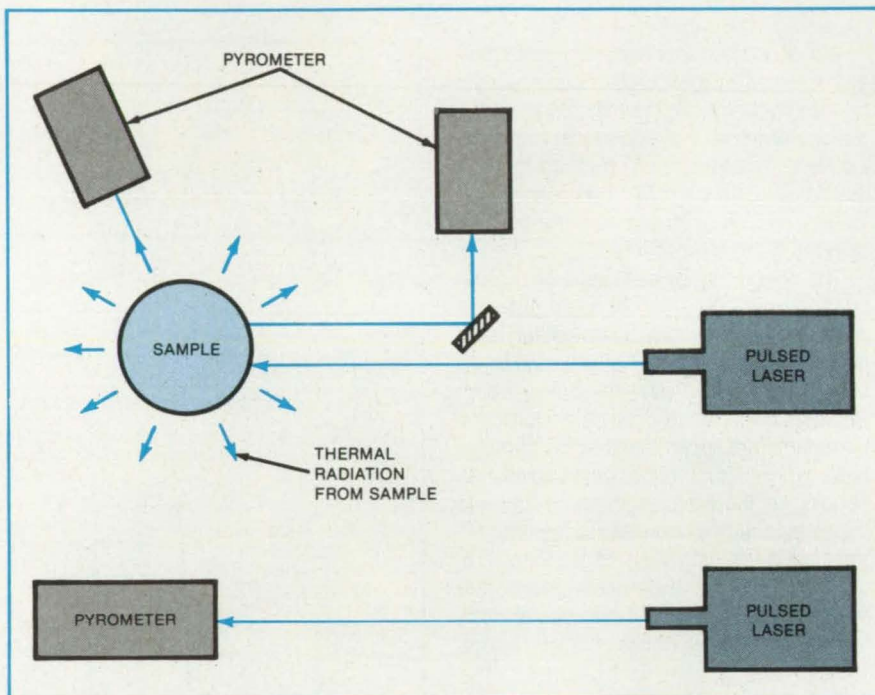 PYROMETER
SAMPLE
PULSED
LASER
THERMAL
RADIATION
FROM SAMPLE
PYROMETER
PULSED
LASER